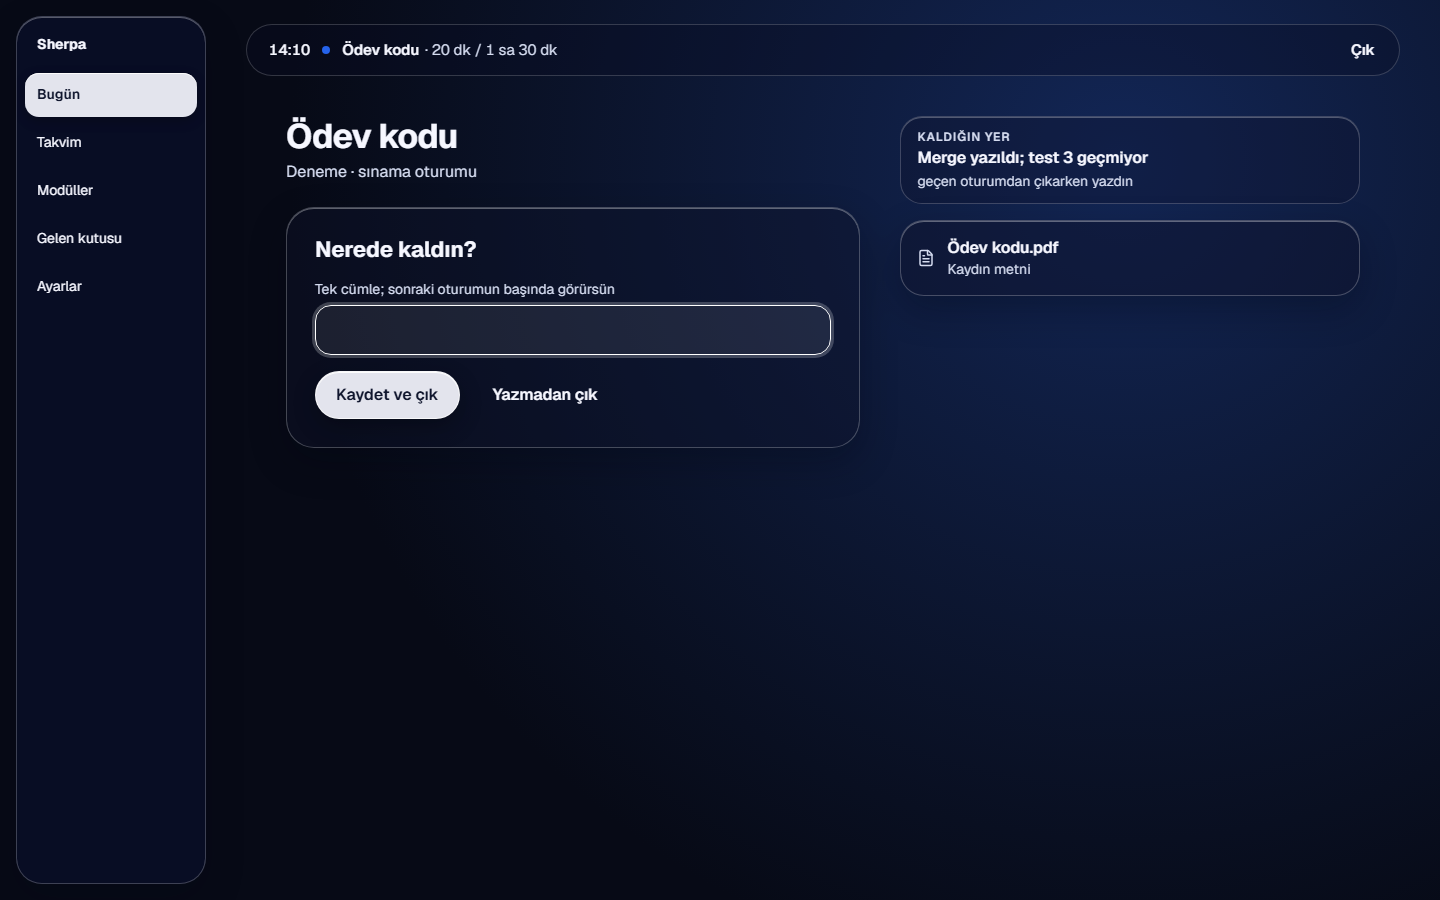 Sherpa
Bugün
Takvim
Modüller
Gelen kutusu
Ayarlar
14:10 Ödev kodu · 20 dk / 1 sa 30 dk
Çık
Ödev kodu
Deneme · sınama oturumu
Nerede kaldın?
Tek cümle; sonraki oturumun başında görürsün
Kaydet ve çık
Yazmadan çık
KALDIĞIN YER
Merge yazıldı; test 3 geçmiyor
geçen oturumdan çıkarken yazdın
Ödev kodu.pdf
Kaydın metni